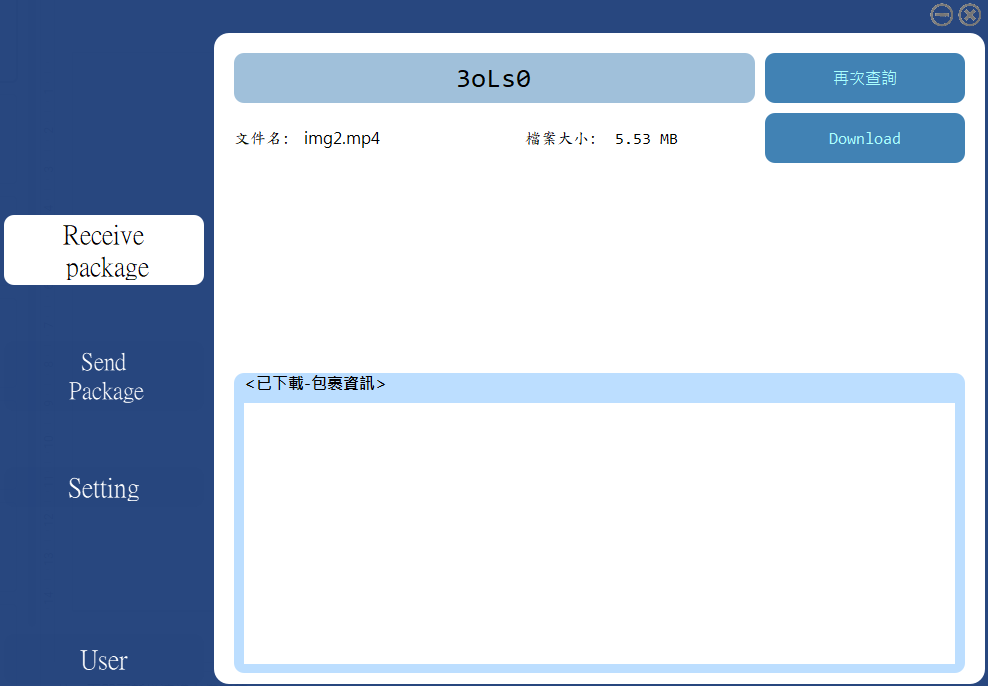 3oLs0
再次查詢
文件名: img2.mp4
檔案大小: 5.53 MB
Download
Receive
package
Send
Package
Setting
User
<已下載-包裹資訊>